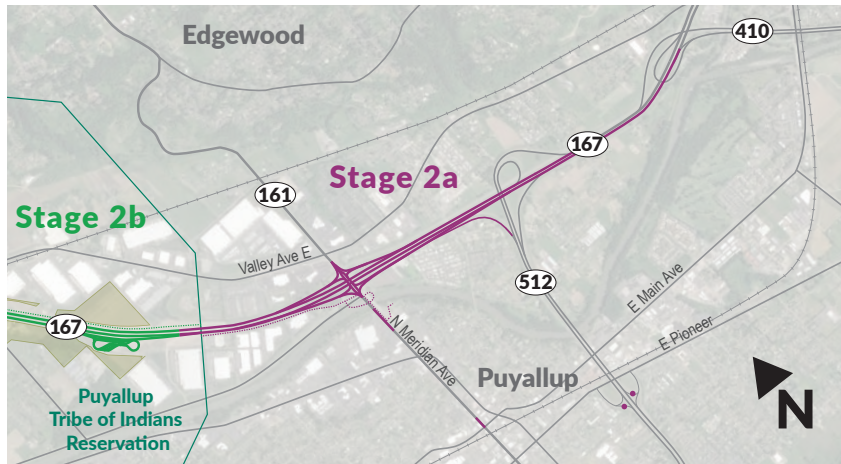 Edgewood
410
167
Stage 2a
161
Stage 2b
Valley Ave E
512
E Main Ave
167
N Meridian Ave
E Pioneer
Puyallup
Puyallup
Tribe of Indians
Reservation
N